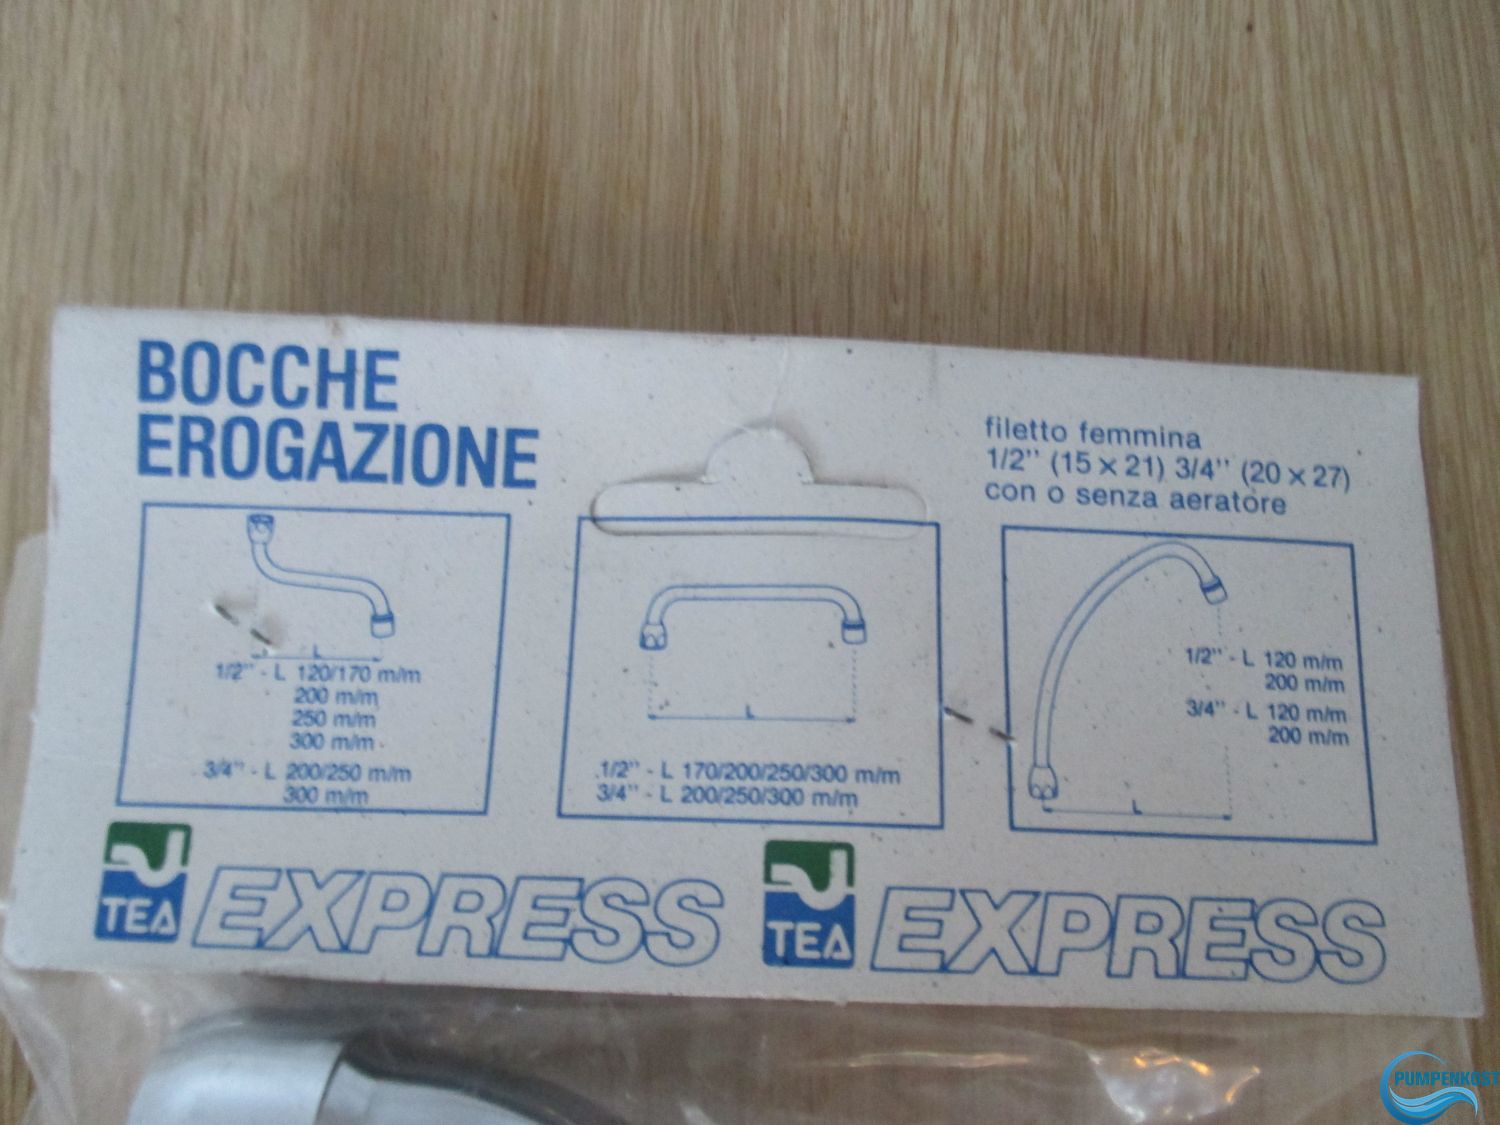 BOCCHE
EROGAZIONE
filetto femmina
1/2" (15 x 21) 3/4" (20 x 27)
con o senza aeratore
L
1/2" - L 120/170 m/m
200 m/m
250 m/m
300 m/m
3/4" - L 200/250 m/m
300 m/m
L
1/2" - L 170/200/250/300 m/m
3/4" - L 200/250/300 m/m
1/2" - L 120 m/m
200 m/m
3/4" - L 120 m/m
200 m/m
L
TEA EXPRESS
TEA EXPRESS
PUMPENKOST